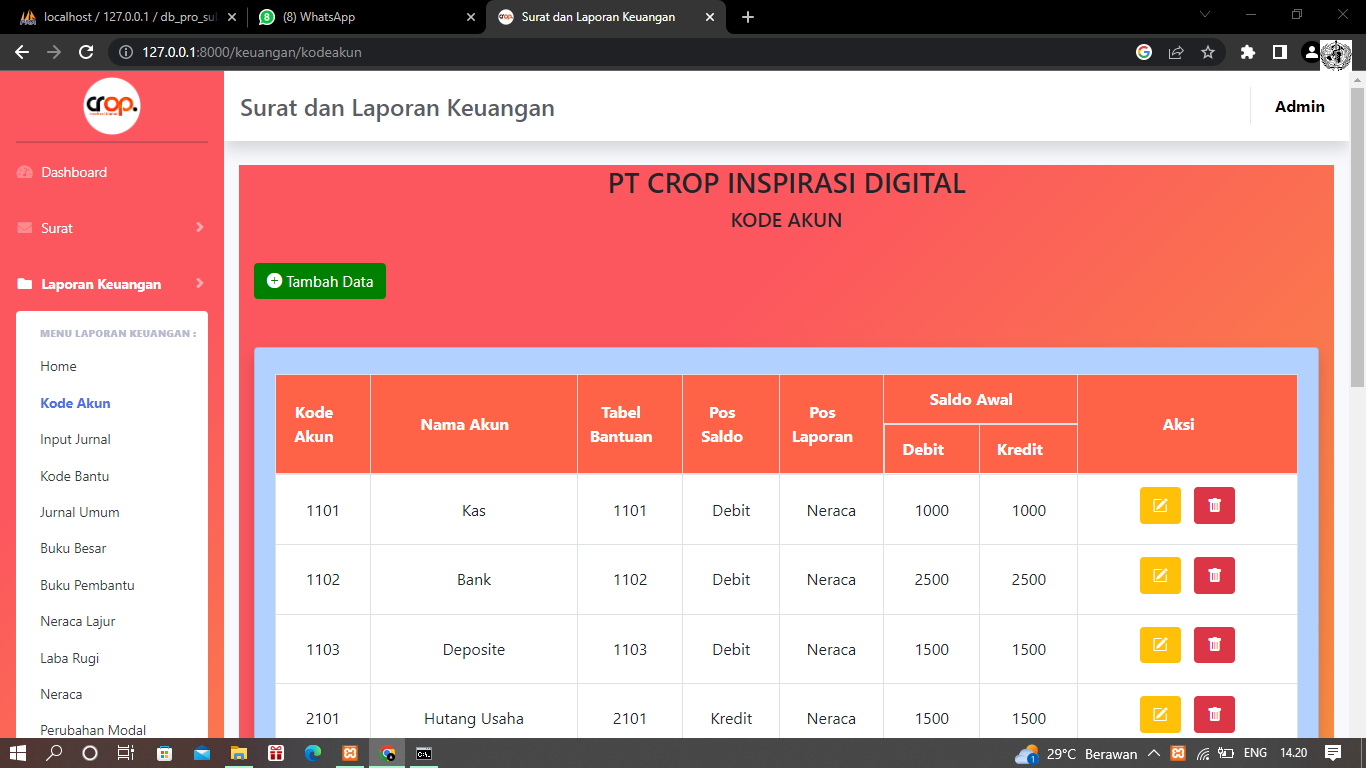 localhost / 127.0.0.1 / db_pro_sul
(8) WhatsApp
Surat dan Laporan Keuangan
127.0.0.1:8000/keuangan/kodeakun
crop.
Surat dan Laporan Keuangan
Admin
Dashboard
Surat
Laporan Keuangan
MENU LAPORAN KEUANGAN :
Home
Kode Akun
Input Jurnal
Kode Bantu
Jurnal Umum
Buku Besar
Buku Pembantu
Neraca Lajur
Laba Rugi
Neraca
Perubahan Modal
PT CROP INSPIRASI DIGITAL
KODE AKUN
Tambah Data
Kode Akun Nama Akun Tabel Bantuan Pos Saldo Pos Laporan Saldo Awal Aksi
Debit Kredit
1101 Kas 1101 Debit Neraca 1000 1000
1102 Bank 1102 Debit Neraca 2500 2500
1103 Deposite 1103 Debit Neraca 1500 1500
2101 Hutang Usaha 2101 Kredit Neraca 1500 1500
29°C Berawan
ENG
14.20